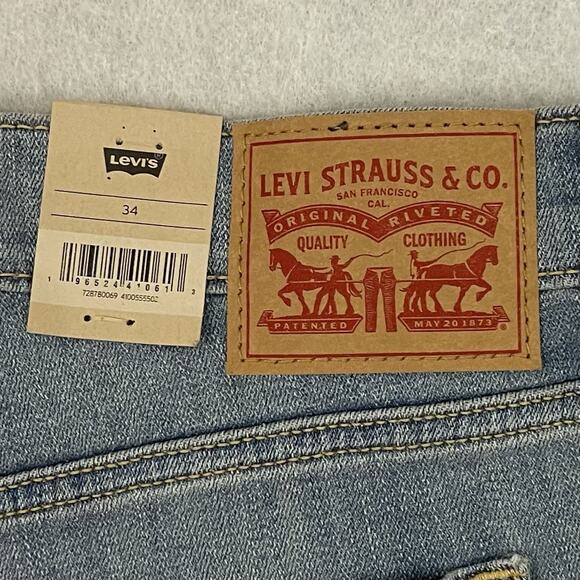 LEVI'S
34
1 96524 41061 3
728780069 4100555502
LEVI STRAUSS & CO.
SAN FRANCISCO
CAL.
ORIGINAL RIVETED
QUALITY CLOTHING
PATENTED MAY 20 1873 ®